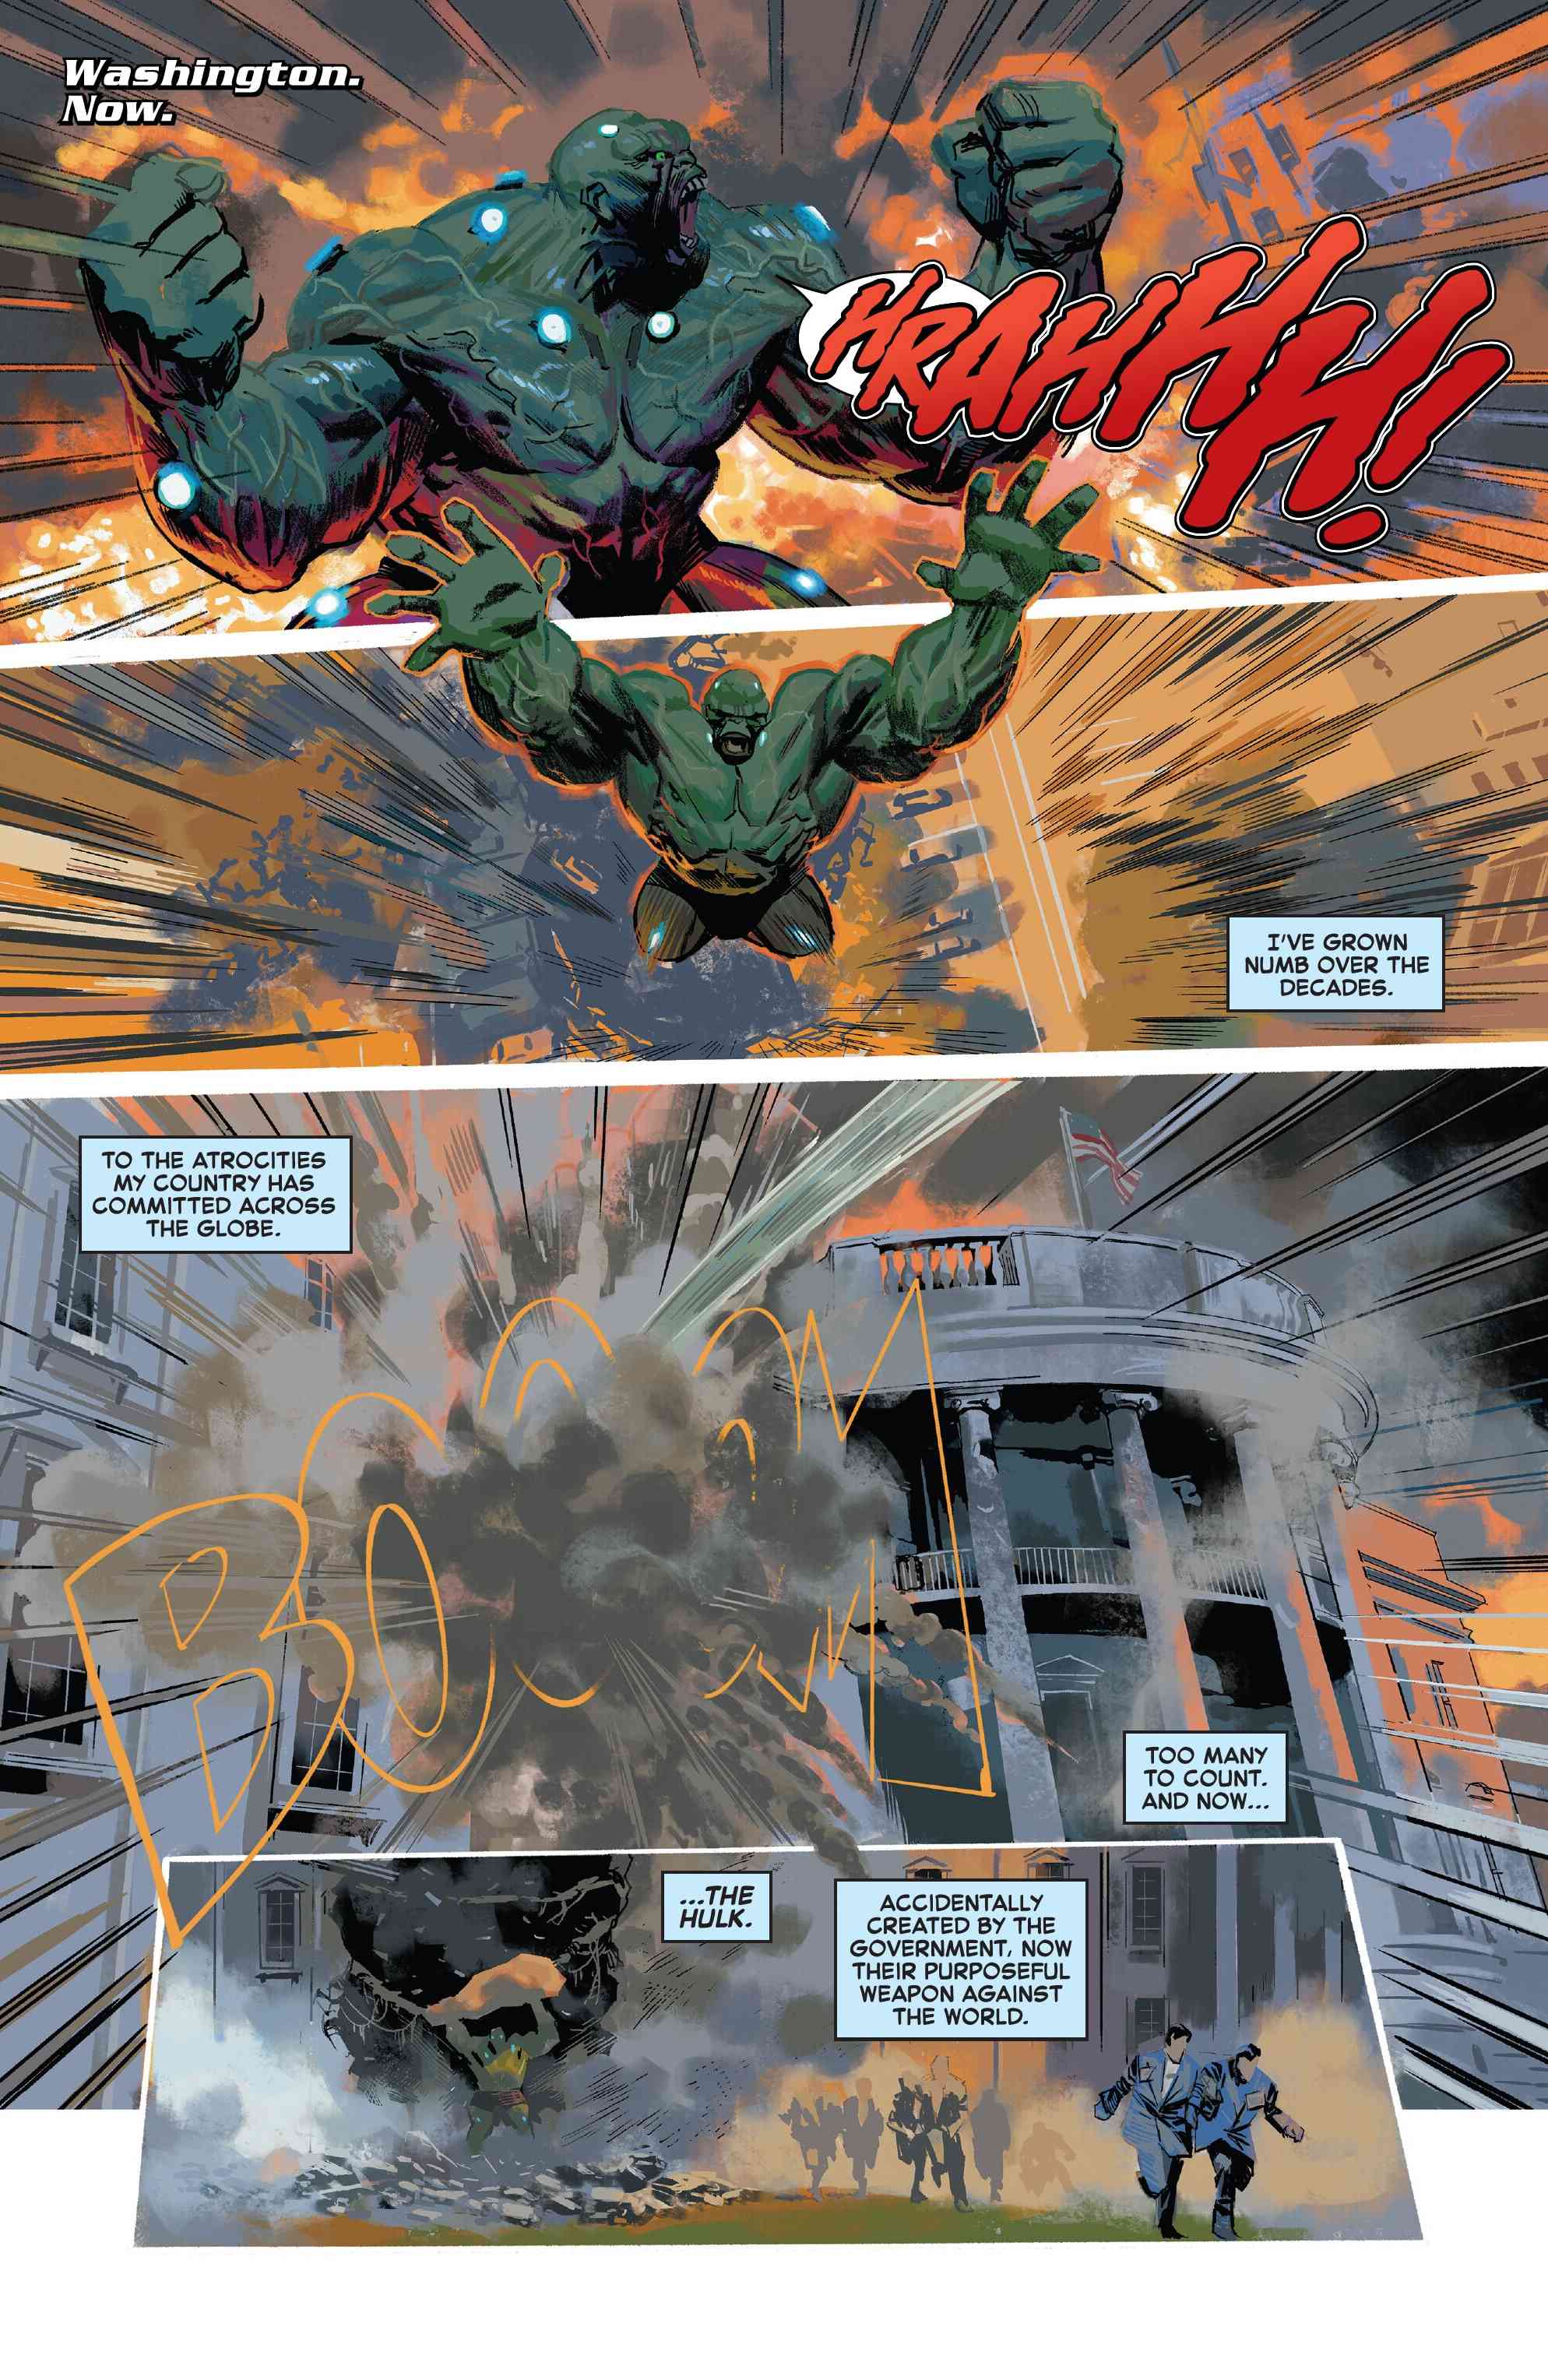 Washington.
Now.
HRAHHHH!
I'VE GROWN
NUMB OVER THE
DECADES.
TO THE ATROCITIES
MY COUNTRY HAS
COMMITTED ACROSS
THE GLOBE.
BOOOM
TOO MANY
TO COUNT.
AND NOW...
...THE
HULK.
ACCIDENTALLY
CREATED BY THE
GOVERNMENT, NOW
THEIR PURPOSEFUL
WEAPON AGAINST
THE WORLD.